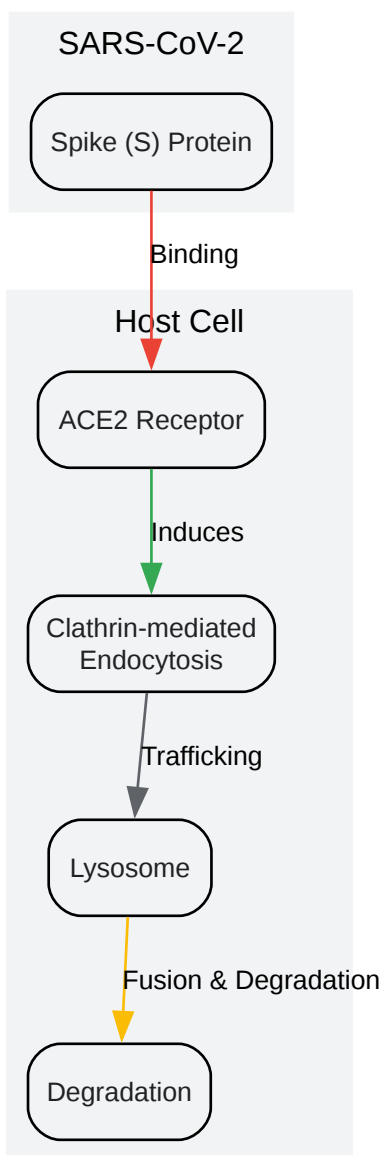 SARS-CoV-2
Spike (S) Protein
Binding
Host Cell
ACE2 Receptor
Induces
Clathrin-mediated
Endocytosis
Trafficking
Lysosome
Fusion & Degradation
Degradation